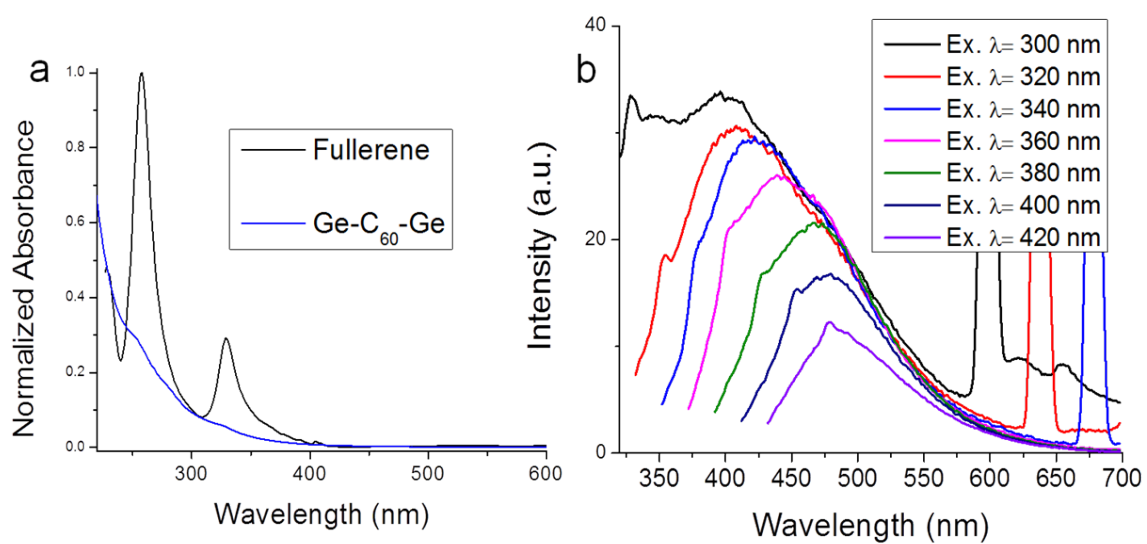 a
1.0
0.8
0.6
0.4
0.2
0.0
Normalized Absorbance
Fullerene
Ge-C60-Ge
300
400
500
600
Wavelength (nm)
b
40
20
0
Intensity (a.u.)
Ex. λ= 300 nm
Ex. λ= 320 nm
Ex. λ= 340 nm
Ex. λ= 360 nm
Ex. λ= 380 nm
Ex. λ= 400 nm
Ex. λ= 420 nm
350
400
450
500
550
600
650
700
Wavelength (nm)